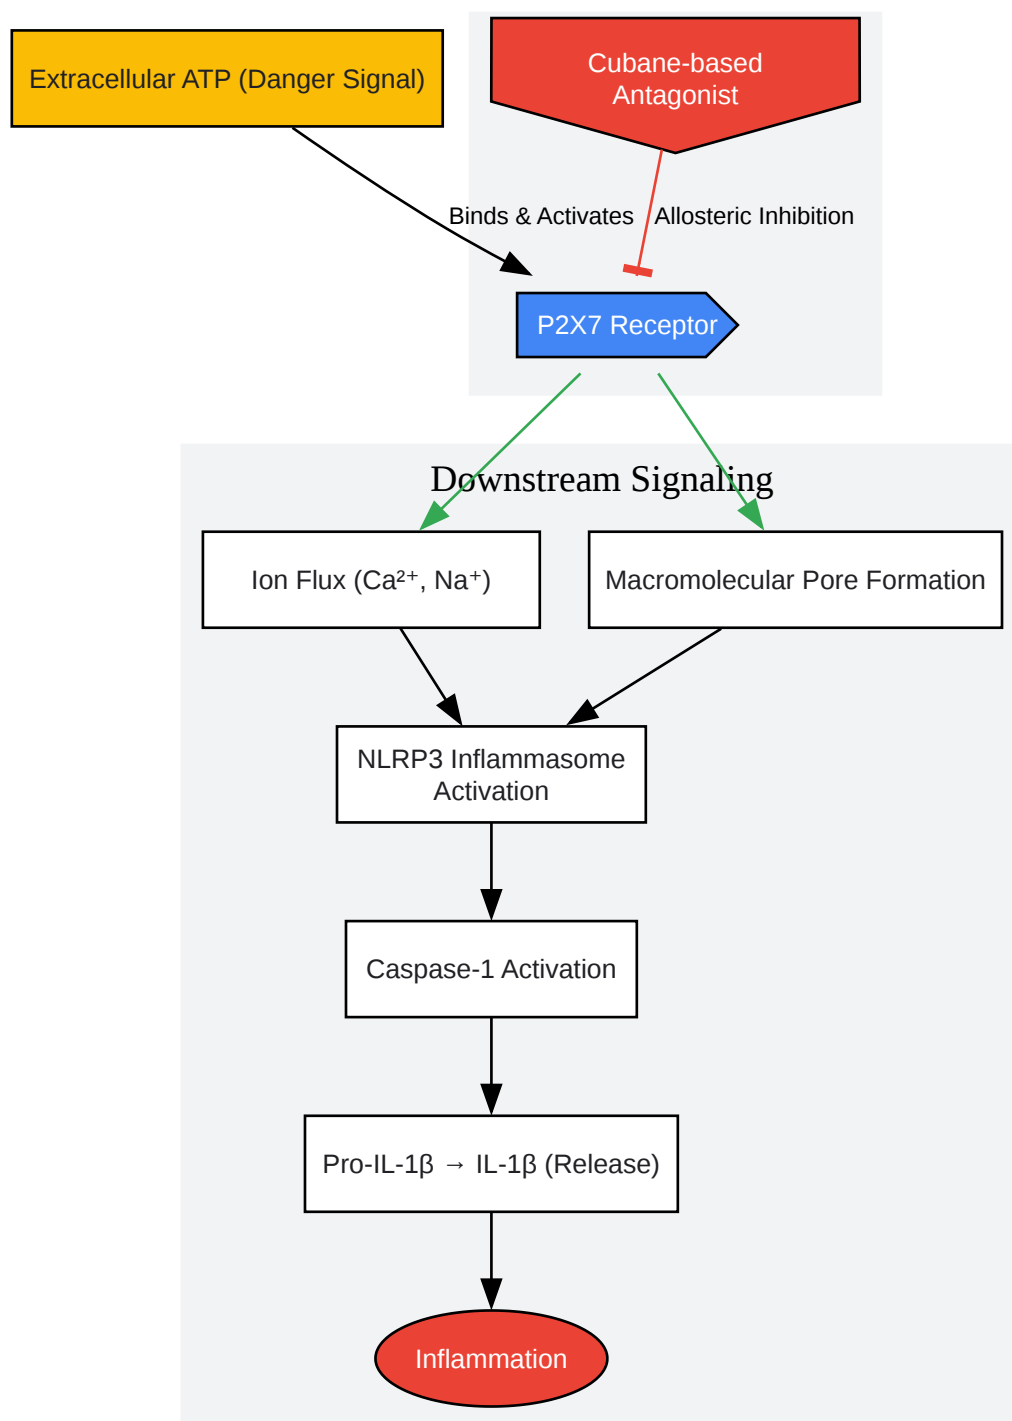 Extracellular ATP (Danger Signal)
Cubane-based
Antagonist
Binds & Activates
Allosteric Inhibition
P2X7 Receptor
Downstream Signaling
Ion Flux (Ca²⁺, Na⁺)
Macromolecular Pore Formation
NLRP3 Inflammasome
Activation
Caspase-1 Activation
Pro-IL-1β → IL-1β (Release)
Inflammation